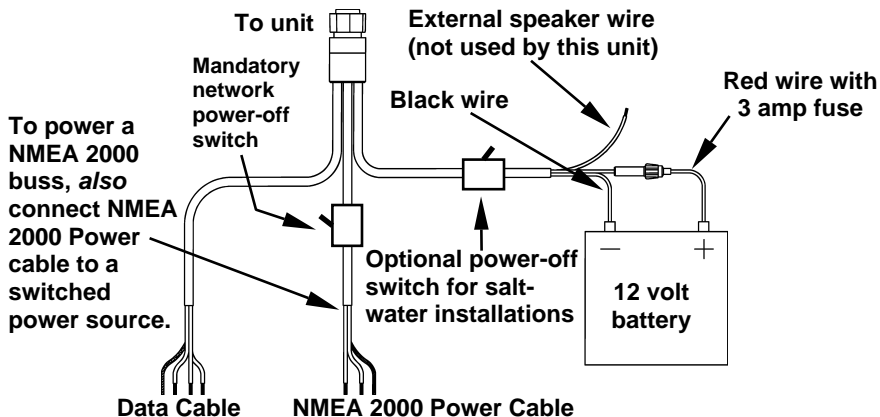 To unit
External speaker wire
(not used by this unit)
Mandatory
network
power-off
switch
Black wire
Red wire with
3 amp fuse
To power a
NMEA 2000
buss, also
connect NMEA
2000 Power
cable to a
switched
power source.
Optional power-off
switch for salt-
water installations
– +
12 volt
battery
Data Cable
NMEA 2000 Power Cable